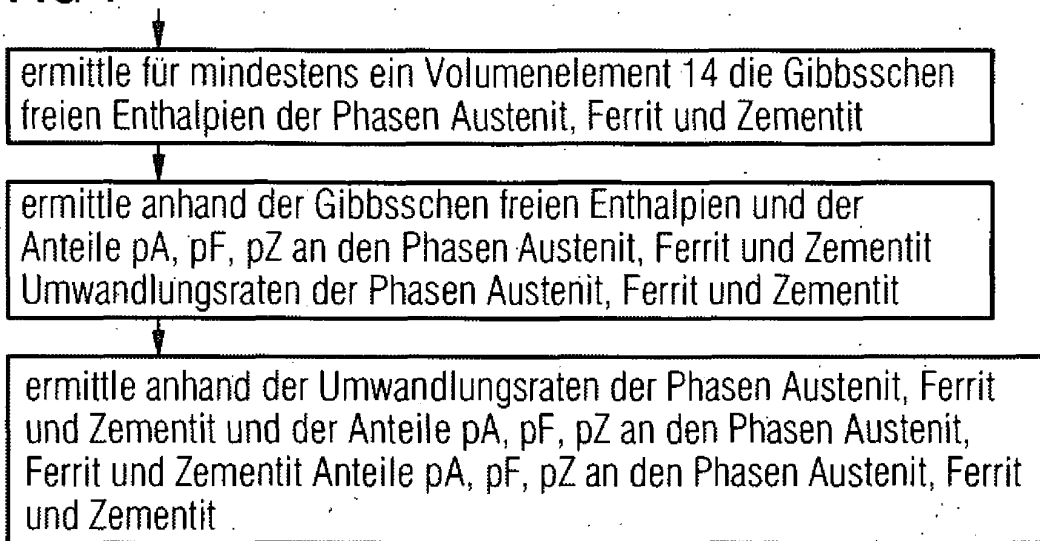 ermittle für mindestens ein Volumenelement 14 die Gibbsschen
freien Enthalpien der Phasen Austenit, Ferrit und Zementit
ermittle anhand der Gibbsschen freien Enthalpien und der
Anteile pA, pF, pZ an den Phasen Austenit, Ferrit und Zementit
Umwandlungsraten der Phasen Austenit, Ferrit und Zementit
ermittle anhand der Umwandlungsraten der Phasen Austenit, Ferrit
und Zementit und der Anteile pA, pF, pZ an den Phasen Austenit,
Ferrit und Zementit Anteile pA, pF, pZ an den Phasen Austenit, Ferrit
und Zementit